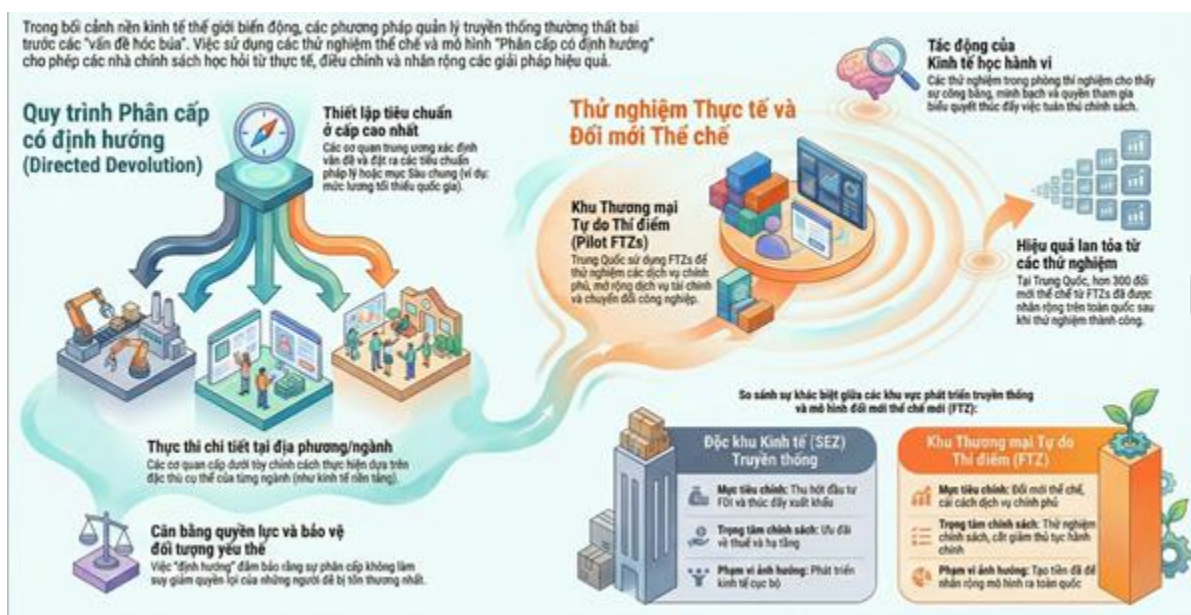 Trong bối cảnh nền kinh tế thế giới biến động, các phương pháp quản lý truyền thống thường thất bại
trước các "vấn đề hóc búa". Việc sử dụng các thử nghiệm thể chế và mô hình "Phân cấp có định hướng"
cho phép các nhà chính sách học hỏi từ thực tế, điều chỉnh và nhân rộng các giải pháp hiệu quả.
Quy trình Phân cấp
có định hướng
(Directed Devolution)
Thiết lập tiêu chuẩn
ở cấp cao nhất
Các cơ quan trung ương xác định
vấn đề và đặt ra các tiêu chuẩn
pháp lý hoặc mục Sàu chung (ví dụ:
mức lương tối thiểu quốc gia).
Thực thi chi tiết tại địa phương/ngành
Các cơ quan cấp dưới tùy chỉnh cách thực hiện dựa trên
đặc thù cụ thể của từng ngành (như kinh tế nền tảng).
Cân bằng quyền lực và bảo vệ
đối tượng yếu thế
Việc "định hướng" đảm bảo rằng sự phân cấp không làm
suy giảm quyền lợi của những người dễ bị tổn thương nhất.
Thử nghiệm Thực tế và
Đổi mới Thể chế
Khu Thương mại
Tự do Thí điểm
(Pilot FTZs)
Trung Quốc sử dụng FTZs để
thử nghiệm các dịch vụ chính
phủ, mở rộng dịch vụ tài chính
và chuyển đổi công nghiệp.
Tác động của
Kinh tế học hành vi
Các thử nghiệm trong phòng thí nghiệm cho thấy
sự công bằng, minh bạch và quyền tham gia
biểu quyết thúc đẩy việc tuân thủ chính sách.
Hiệu quả lan tỏa từ
các thử nghiệm
Tại Trung Quốc, hơn 300 đổi
mới thể chế từ FTZs đã được
nhân rộng trên toàn quốc sau
khi thử nghiệm thành công.
So sánh sự khác biệt giữa các khu vực phát triển truyền thống
và mô hình đổi mới thể chế mới (FTZ):
Độc khu Kinh tế (SEZ)
Truyền thống
Mục tiêu chính: Thu hút đầu tư
FDI và thúc đẩy xuất khẩu
Trọng tâm chính sách: Ưu đãi
về thuế và hạ tầng
Phạm vi ảnh hưởng: Phát triển
kinh tế cục bộ
Khu Thương mại Tự do
Thí điểm (FTZ)
Mục tiêu chính: Đổi mới thể chế,
cải cách dịch vụ chính phủ
Trọng tâm chính sách: Thử nghiệm
chính sách, cắt giảm thủ tục hành
chính
Phạm vi ảnh hưởng: Tạo tiền đã để
nhân rộng mô hình ra toàn quốc